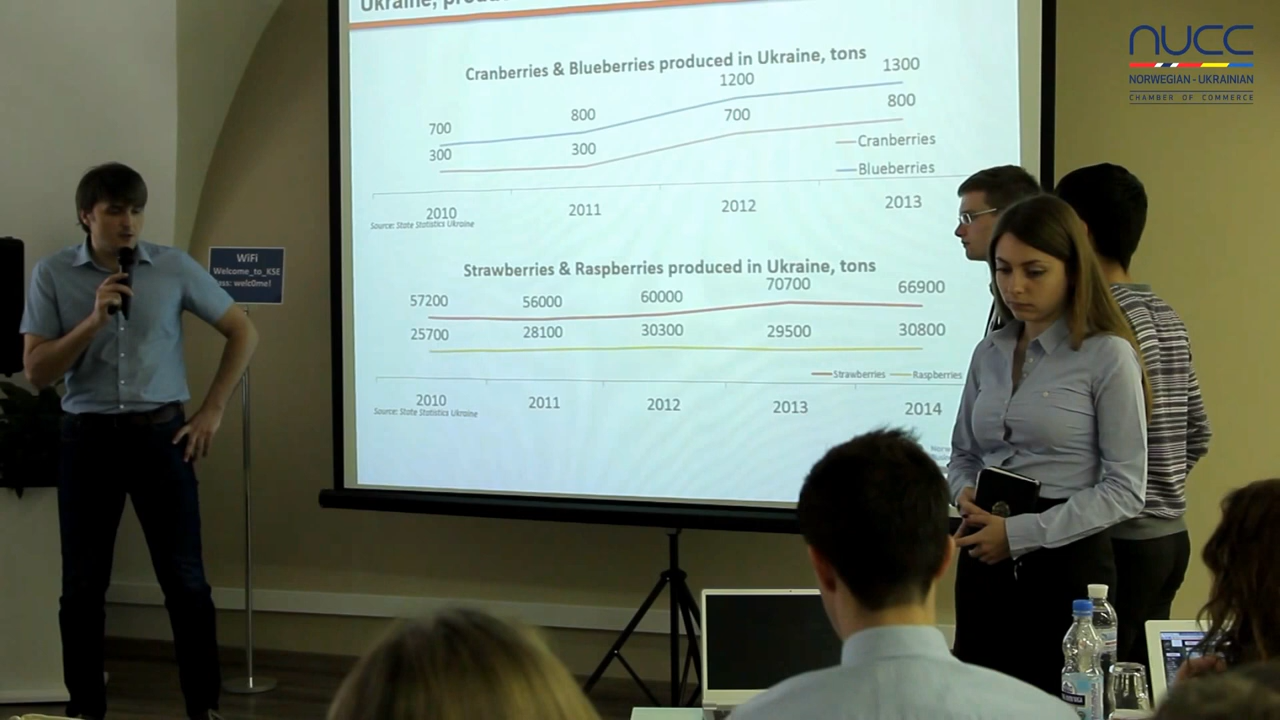 Ukraine, produ
nucc
NORWEGIAN - UKRAINIAN
CHAMBER OF COMMERCE
Cranberries & Blueberries produced in Ukraine, tons
700 800 1200 1300
300 300 700 800
Cranberries
Blueberries
2010 2011 2012 2013
Source: State Statistics Ukraine
WiFi
Welcome_to_KSE
ass: welc0me!
Strawberries & Raspberries produced in Ukraine, tons
57200 56000 60000 70700 66900
25700 28100 30300 29500 30800
Strawberries Raspberries
2010 2011 2012 2013 2014
Source: State Statistics Ukraine